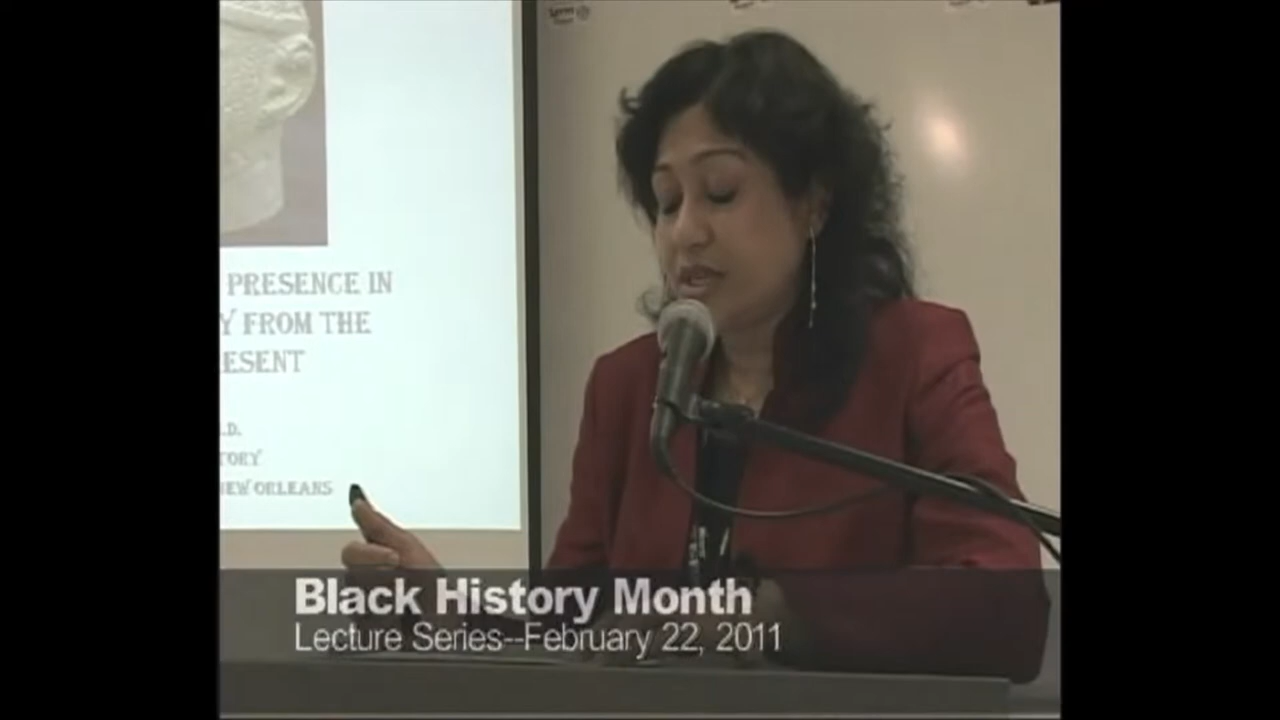 PRESENCE IN
Y FROM THE
ESENT
.D.
TORY
NEW ORLEANS
Black History Month
Lecture Series--February 22, 2011